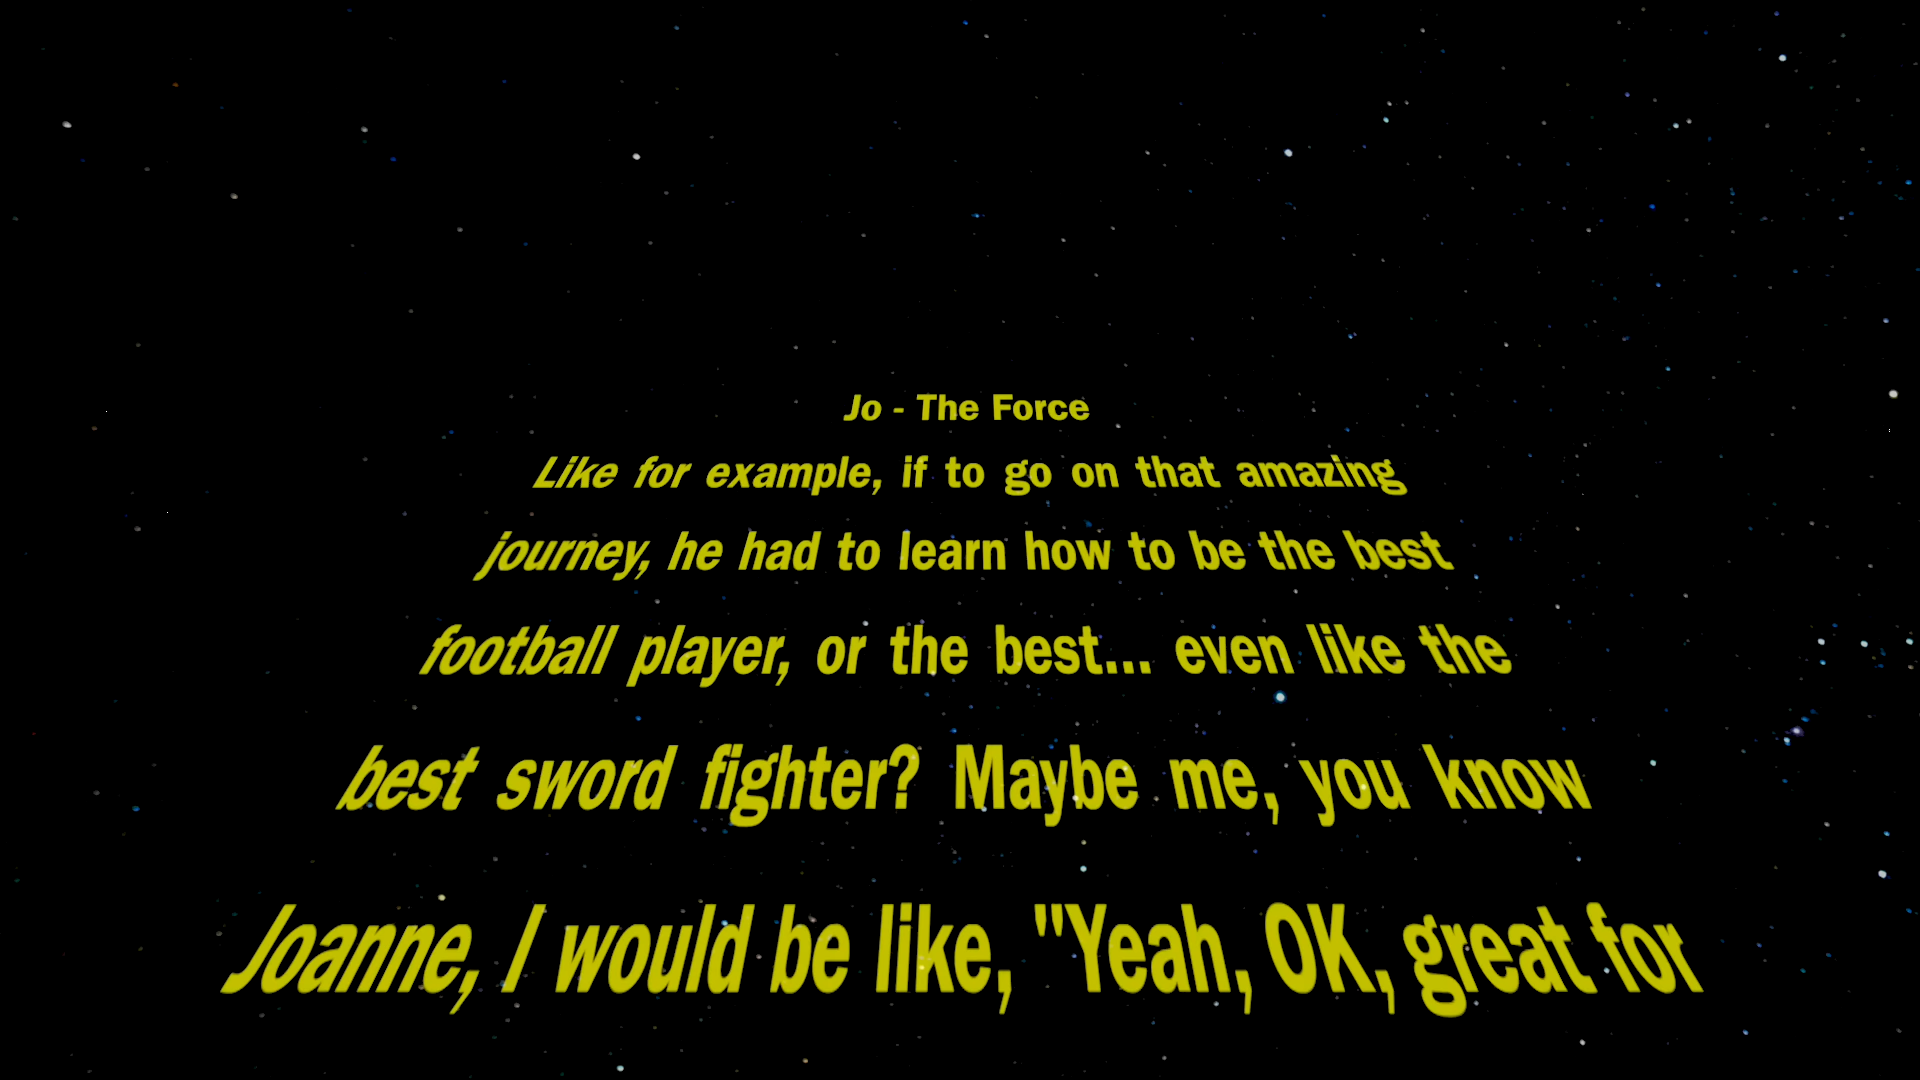 Jo - The Force
Like for example, if to go on that amazing
journey, he had to learn how to be the best
football player, or the best... even like the
best sword fighter? Maybe me, you know
Joanne, I would be like, "Yeah, OK, great for